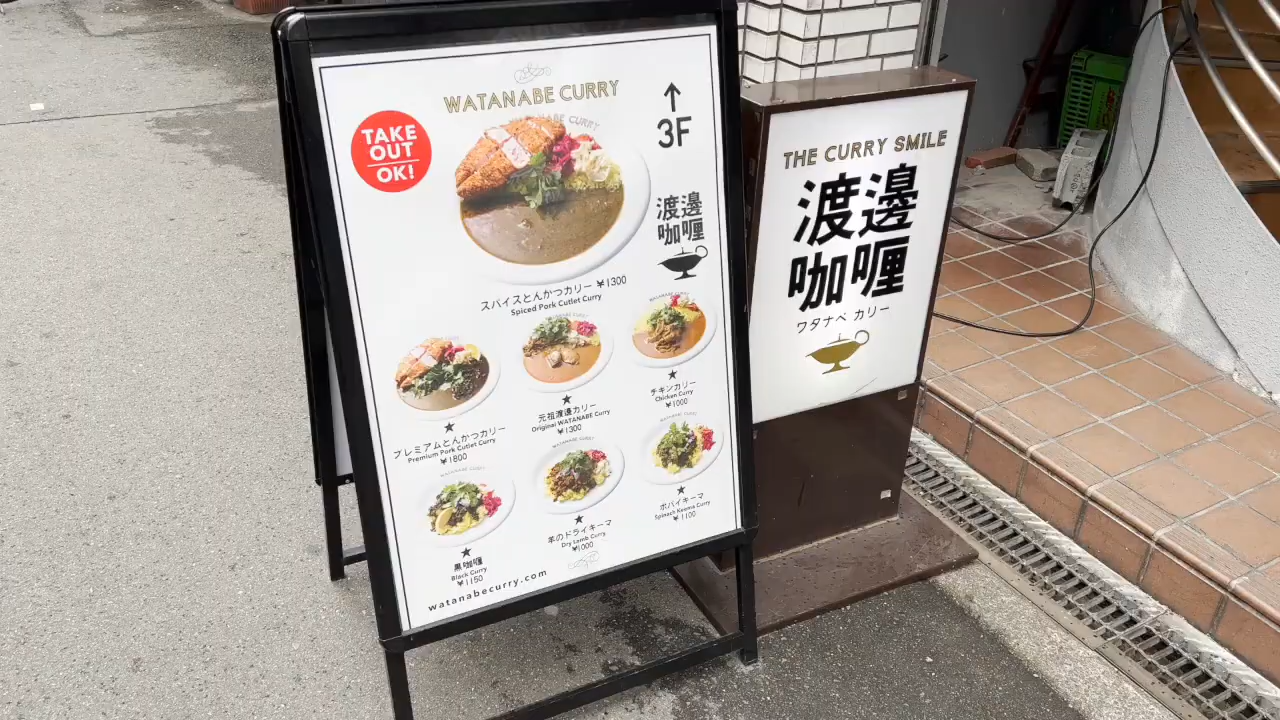 WATANABE CURRY
TAKE
OUT
OK!
↑
3F
渡邊
咖喱
スパイスとんかつカリー ¥1300
Spiced Pork Cutlet Curry
★
プレミアムとんかつカリー
Premium Pork Cutlet Curry
¥1800
★
元祖渡邊カリー
Original WATANABE Curry
¥1300
★
チキンカリー
Chicken Curry
¥1000
★
黒咖喱
Black Curry
¥1150
★
羊のドライキーマ
Dry Lamb Curry
¥1000
★
ポパイキーマ
Spinach Keema Curry
¥1100
watanabecurry.com
THE CURRY SMILE
渡邊
咖喱
ワタナベ カリー